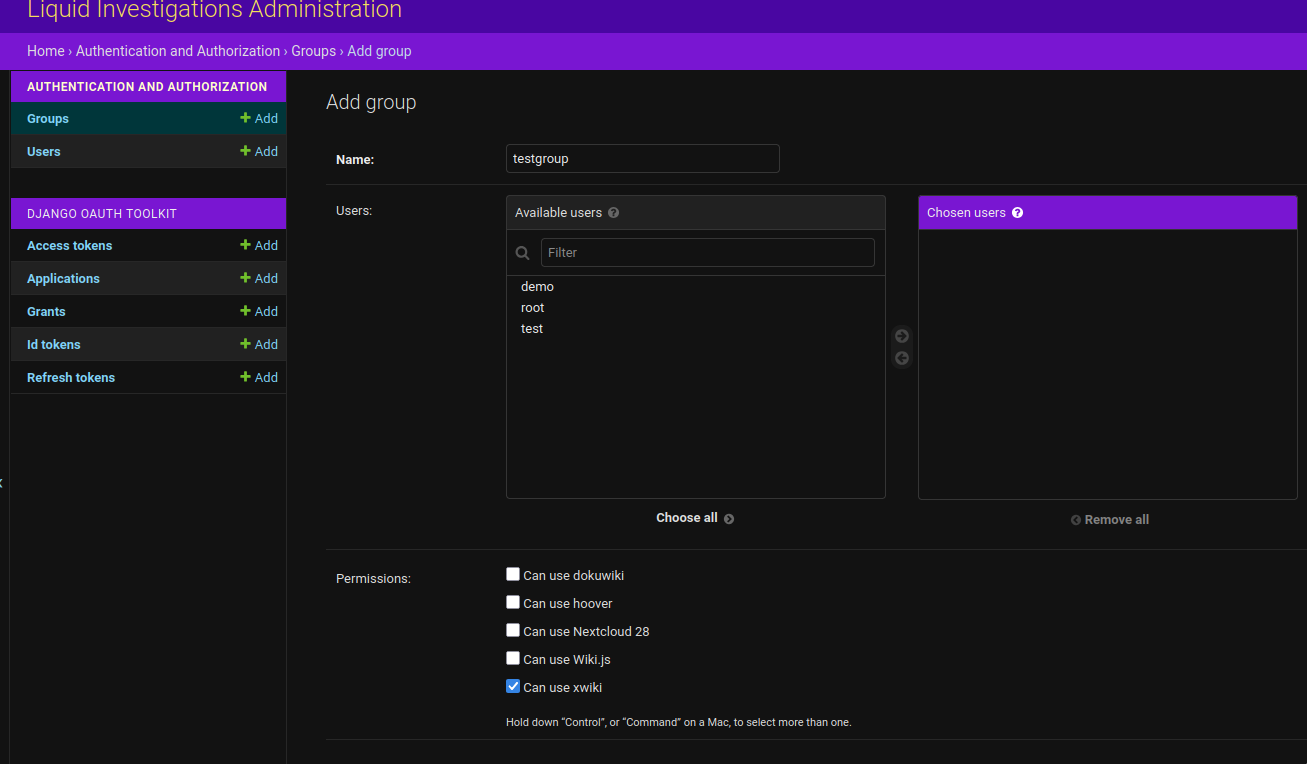 Liquid Investigations Administration
Home › Authentication and Authorization › Groups › Add group
AUTHENTICATION AND AUTHORIZATION
Groups + Add
Users + Add
DJANGO OAUTH TOOLKIT
Access tokens + Add
Applications + Add
Grants + Add
Id tokens + Add
Refresh tokens + Add
Add group
Name: testgroup
Users:
Available users ?
Filter
demo
root
test
Choose all
Chosen users ?
Remove all
Permissions:
Can use dokuwiki
Can use hoover
Can use Nextcloud 28
Can use Wiki.js
Can use xwiki
Hold down “Control”, or “Command” on a Mac, to select more than one.